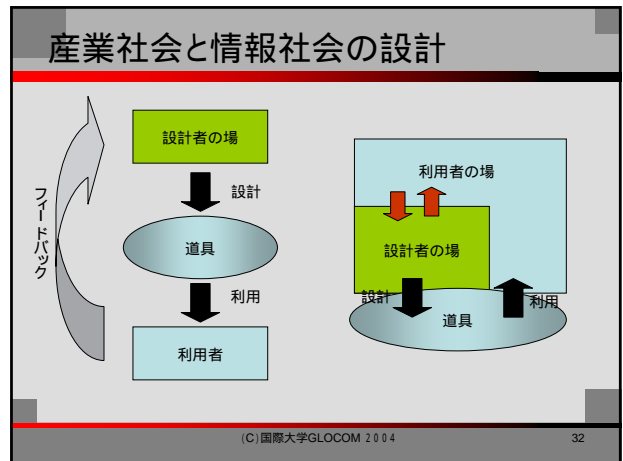 産業社会と情報社会の設計
フィードバック
設計者の場
設計
道具
利用
利用者
利用者の場
設計者の場
設計
利用
道具
(C)国際大学GLOCOM 2004
32